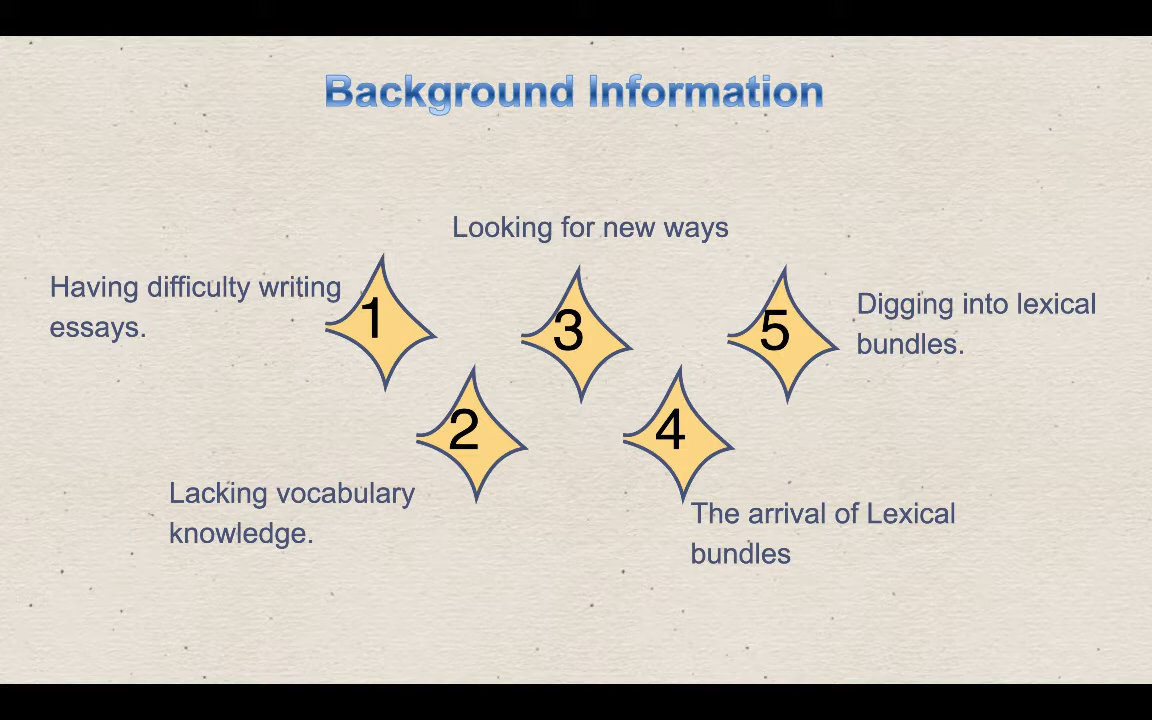 Background Information
Looking for new ways
Having difficulty writing
essays.
1
3
5
Digging into lexical
bundles.
2
4
Lacking vocabulary
knowledge.
The arrival of Lexical
bundles